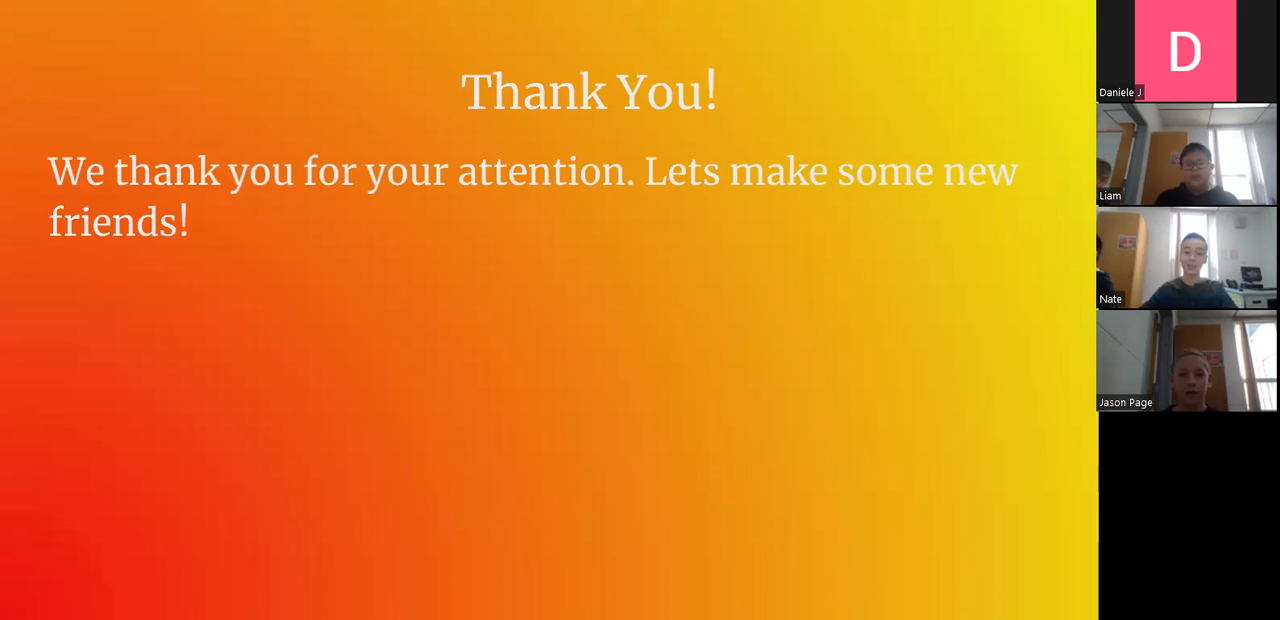 Thank You!
We thank you for your attention. Lets make some new
friends!
D
Daniele J
Liam
Nate
Jason Page